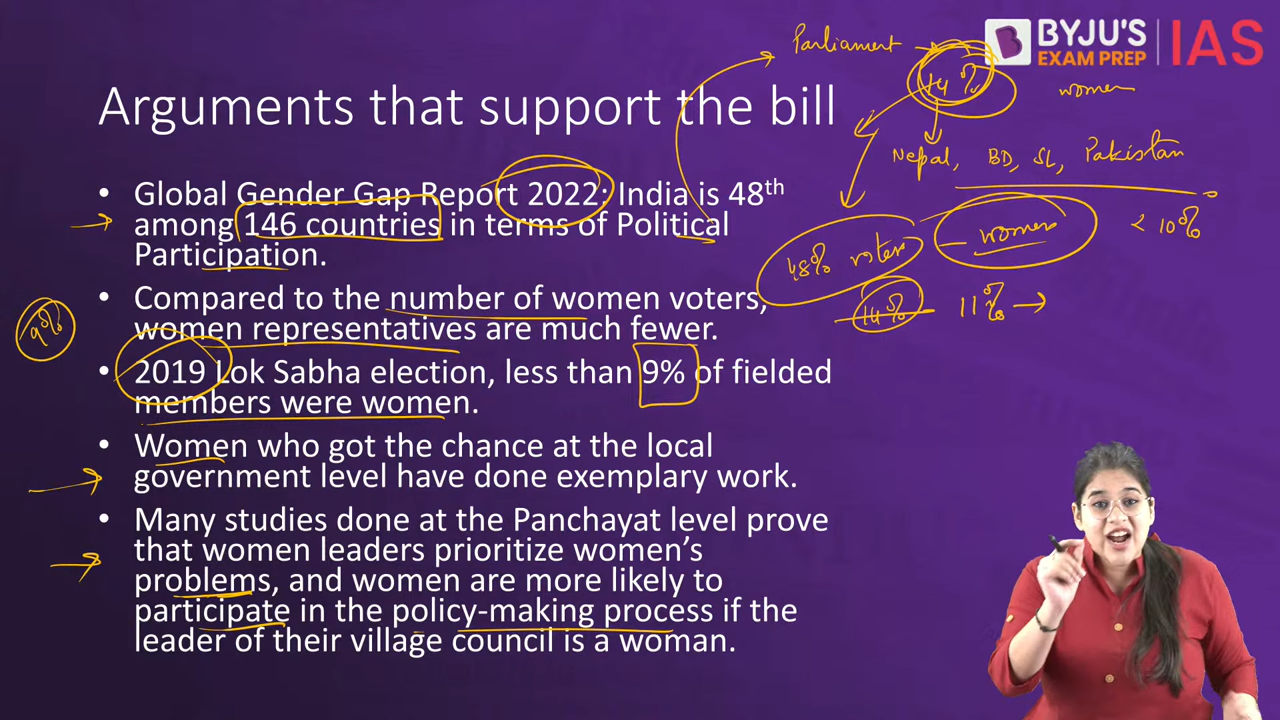 BYJU'S
EXAM PREP
IAS
Parliament →
14%
women
Arguments that support the bill
Nepal, BD, SL, Pakistan
< 10%
• Global Gender Gap Report 2022: India is 48th
→ among 146 countries in terms of Political
Participation.
48% voters
– women
14% 11% →
• Compared to the number of women voters,
women representatives are much fewer.
9%
• 2019 Lok Sabha election, less than 9% of fielded
members were women.
• Women who got the chance at the local
→ government level have done exemplary work.
• Many studies done at the Panchayat level prove
→ that women leaders prioritize women's
problems, and women are more likely to
participate in the policy-making process if the
leader of their village council is a woman.